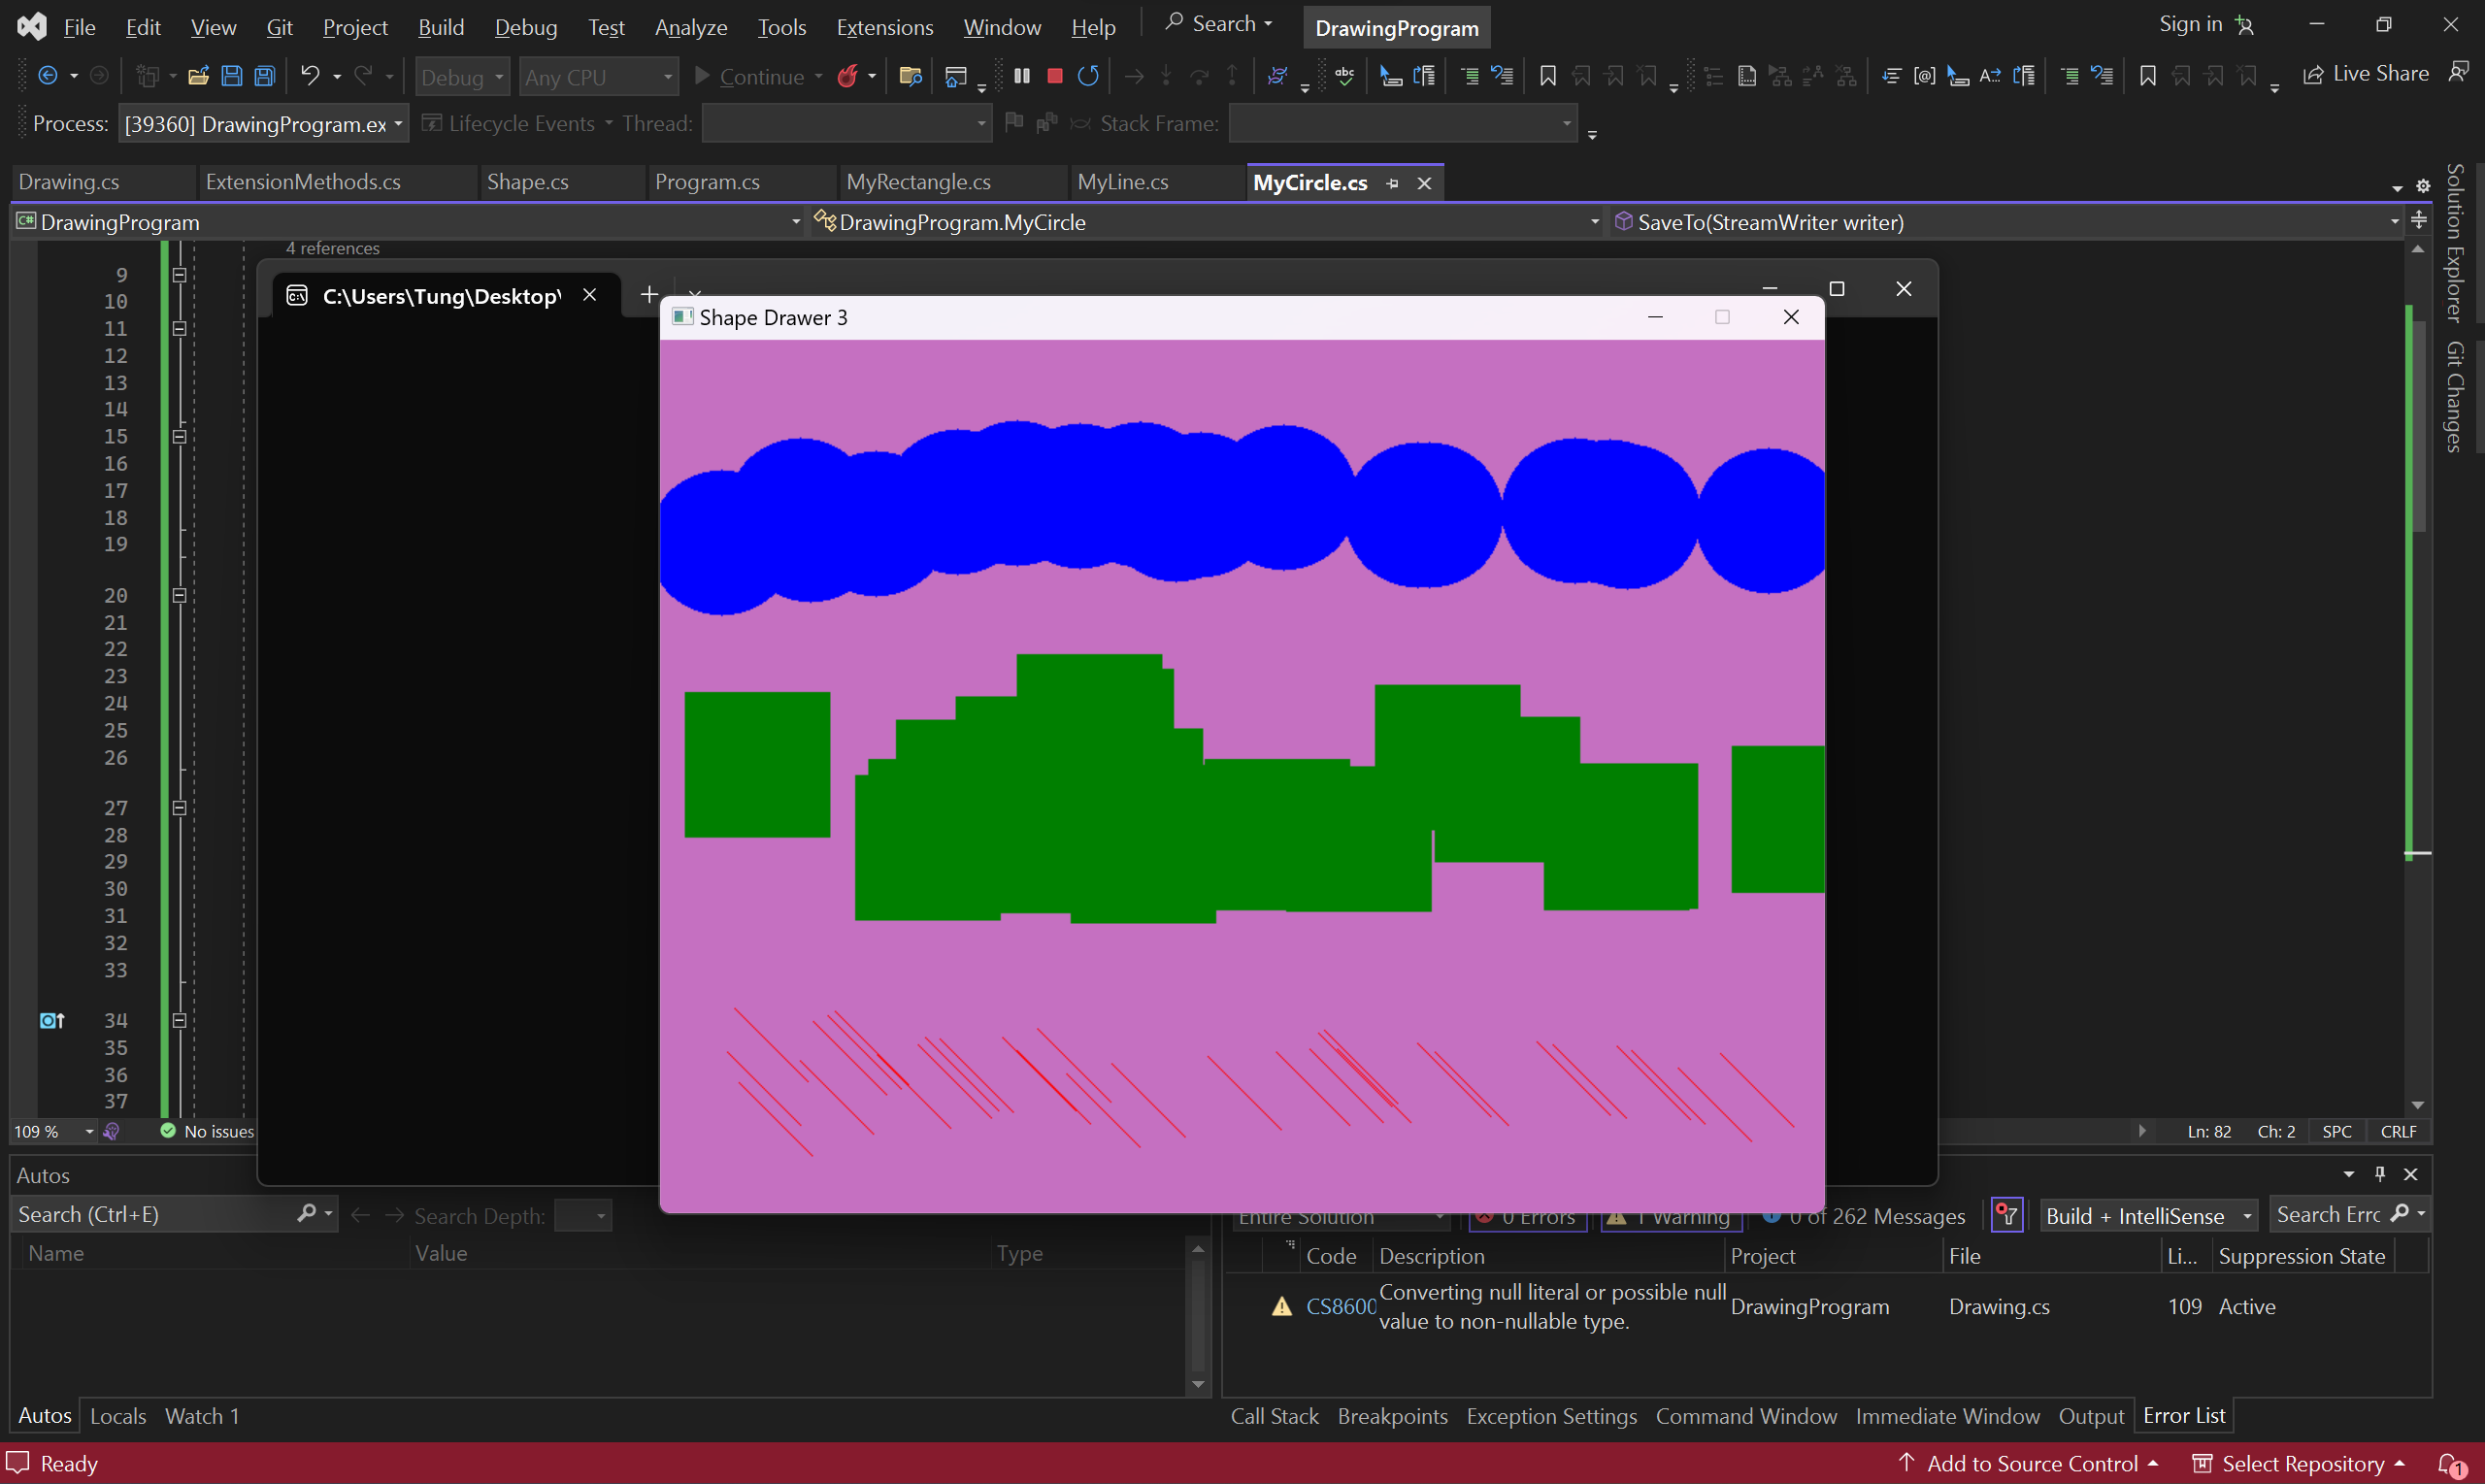 File Edit View Git Project Build Debug Test Analyze Tools Extensions Window Help Search DrawingProgram Sign in
Debug Any CPU Continue Live Share
Process: [39360] DrawingProgram.ex Lifecycle Events Thread: Stack Frame:
Drawing.cs ExtensionMethods.cs Shape.cs Program.cs MyRectangle.cs MyLine.cs MyCircle.cs
DrawingProgram DrawingProgram.MyCircle SaveTo(StreamWriter writer)
4 references
C:\Users\Tung\Desktop\
Shape Drawer 3
9
10
11
12
13
14
15
16
17
18
19
20
21
22
23
24
25
26
27
28
29
30
31
32
33
34
35
36
37
Solution Explorer
Git Changes
109 % No issues Ln: 82 Ch: 2 SPC CRLF
Autos
Search (Ctrl+E) Search Depth:
Name Value Type
Entire Solution 0 Errors 1 Warning 0 of 262 Messages Build + IntelliSense Search Errc
Code Description Project File Li... Suppression State
CS8600 Converting null literal or possible null value to non-nullable type. DrawingProgram Drawing.cs 109 Active
Autos Locals Watch 1
Call Stack Breakpoints Exception Settings Command Window Immediate Window Output Error List
Ready Add to Source Control Select Repository 1